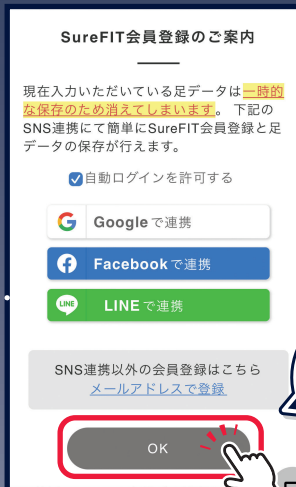 SureFIT会員登録のご案内
現在入力いただいている足データは一時的
な保存のため消えてしまいます。下記の
SNS連携にて簡単にSureFIT会員登録と足
データの保存が行えます。
自動ログインを許可する
Googleで連携
Facebookで連携
LINE LINEで連携
SNS連携以外の会員登録はこちら
メールアドレスで登録
OK